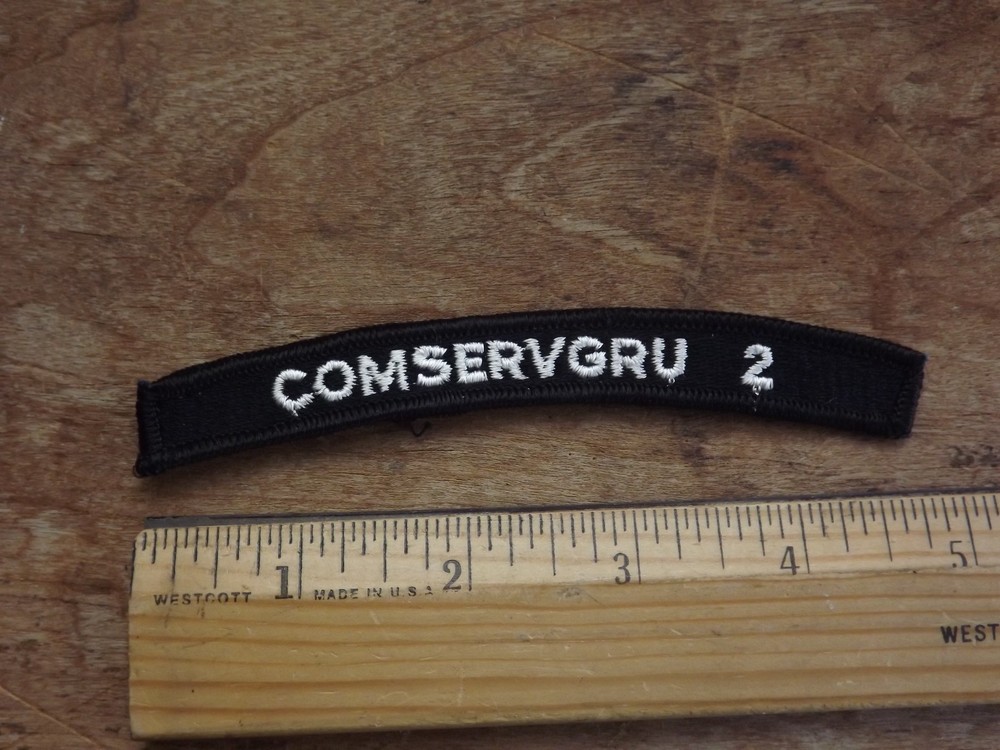 COMSERVGRU 2
1 2 3 4 5
WESTCOTT MADE IN U.S.A
WEST